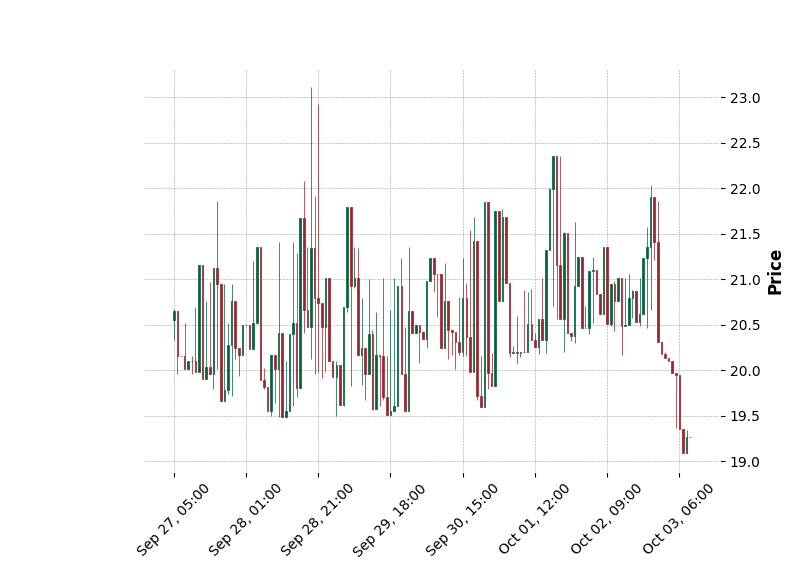 23.0
22.5
22.0
21.5
21.0
20.5
20.0
19.5
19.0
Price
Sep 27, 05:00
Sep 28, 01:00
Sep 28, 21:00
Sep 29, 18:00
Sep 30, 15:00
Oct 01, 12:00
Oct 02, 09:00
Oct 03, 06:00